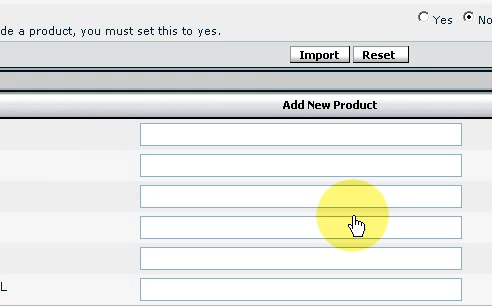 Yes No
de a product, you must set this to yes.
Import Reset
Add New Product
L